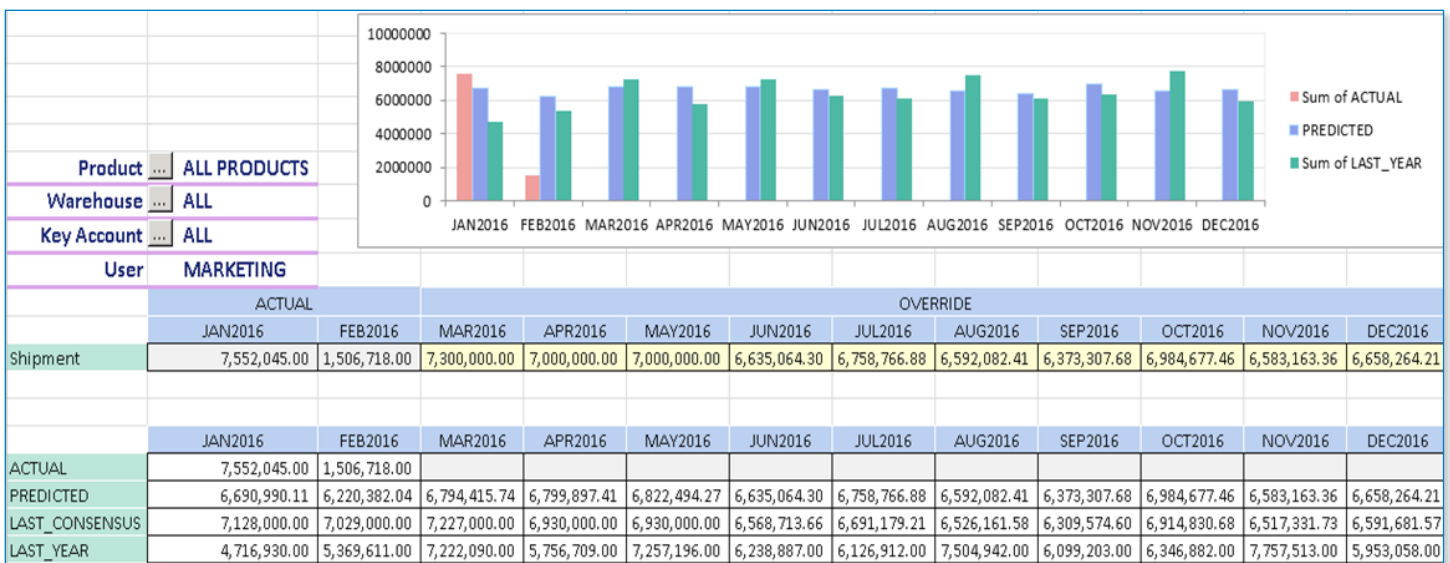 10000000
8000000
6000000
4000000
2000000
0
JAN2016 FEB2016 MAR2016 APR2016 MAY2016 JUN2016 JUL2016 AUG2016 SEP2016 OCT2016 NOV2016 DEC2016
Sum of ACTUAL
PREDICTED
Sum of LAST_YEAR
Product ... ALL PRODUCTS
Warehouse ... ALL
Key Account ... ALL
User MARKETING
ACTUAL OVERRIDE
JAN2016 FEB2016 MAR2016 APR2016 MAY2016 JUN2016 JUL2016 AUG2016 SEP2016 OCT2016 NOV2016 DEC2016
Shipment 7,552,045.00 1,506,718.00 7,300,000.00 7,000,000.00 7,000,000.00 6,635,064.30 6,758,766.88 6,592,082.41 6,373,307.68 6,984,677.46 6,583,163.36 6,658,264.21
JAN2016 FEB2016 MAR2016 APR2016 MAY2016 JUN2016 JUL2016 AUG2016 SEP2016 OCT2016 NOV2016 DEC2016
ACTUAL 7,552,045.00 1,506,718.00
PREDICTED 6,690,990.11 6,220,382.04 6,794,415.74 6,799,897.41 6,822,494.27 6,635,064.30 6,758,766.88 6,592,082.41 6,373,307.68 6,984,677.46 6,583,163.36 6,658,264.21
LAST_CONSENSUS 7,128,000.00 7,029,000.00 7,227,000.00 6,930,000.00 6,930,000.00 6,568,713.66 6,691,179.21 6,526,161.58 6,309,574.60 6,914,830.68 6,517,331.73 6,591,681.57
LAST_YEAR 4,716,930.00 5,369,611.00 7,222,090.00 5,756,709.00 7,257,196.00 6,238,887.00 6,126,912.00 7,504,942.00 6,099,203.00 6,346,882.00 7,757,513.00 5,953,058.00